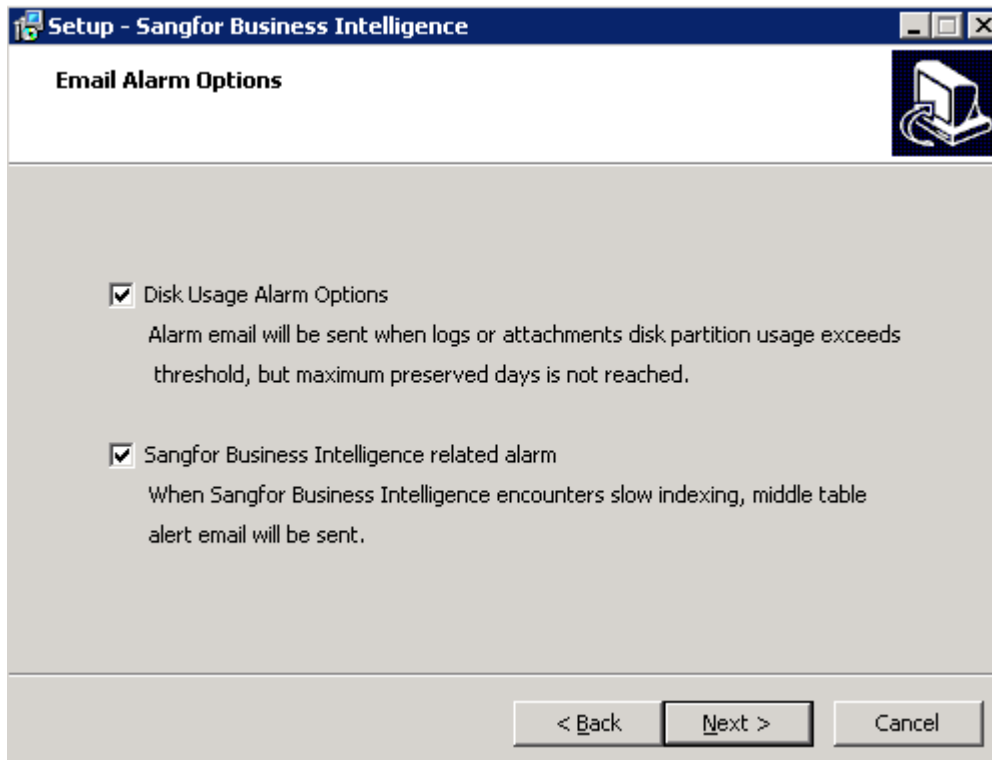 Setup - Sangfor Business Intelligence
Email Alarm Options
Disk Usage Alarm Options
Alarm email will be sent when logs or attachments disk partition usage exceeds
threshold, but maximum preserved days is not reached.
Sangfor Business Intelligence related alarm
When Sangfor Business Intelligence encounters slow indexing, middle table
alert email will be sent.
< Back
Next >
Cancel